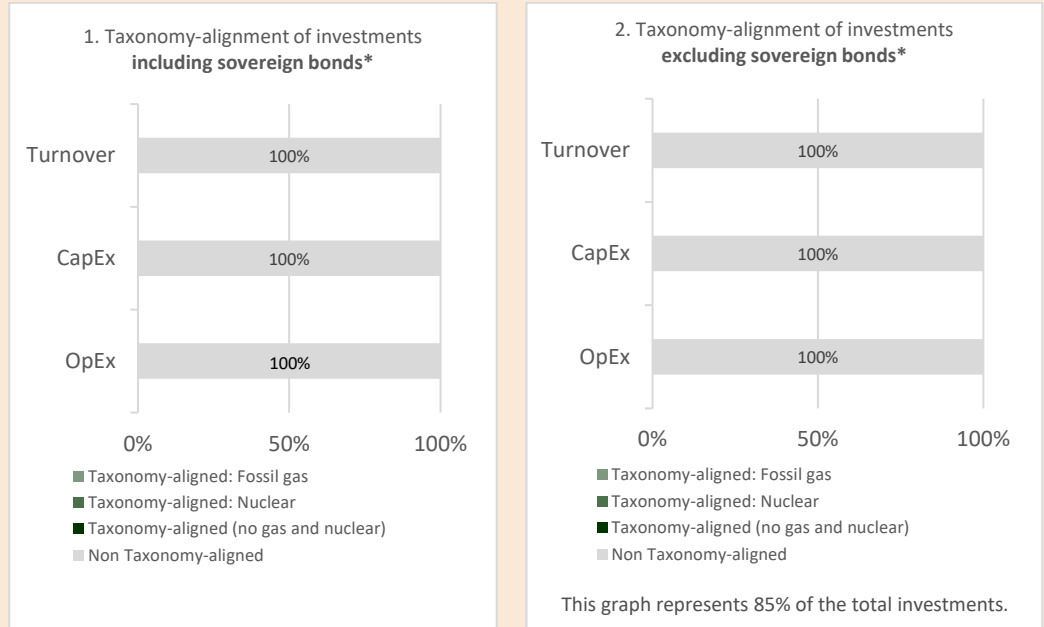 1. Taxonomy-alignment of investments
including sovereign bonds*
Turnover
100%
CapEx
100%
OpEx
100%
0%
50%
100%
Taxonomy-aligned: Fossil gas
Taxonomy-aligned: Nuclear
Taxonomy-aligned (no gas and nuclear)
Non Taxonomy-aligned
2. Taxonomy-alignment of investments
excluding sovereign bonds*
Turnover
100%
CapEx
100%
OpEx
100%
0%
50%
100%
Taxonomy-aligned: Fossil gas
Taxonomy-aligned: Nuclear
Taxonomy-aligned (no gas and nuclear)
Non Taxonomy-aligned
This graph represents 85% of the total investments.